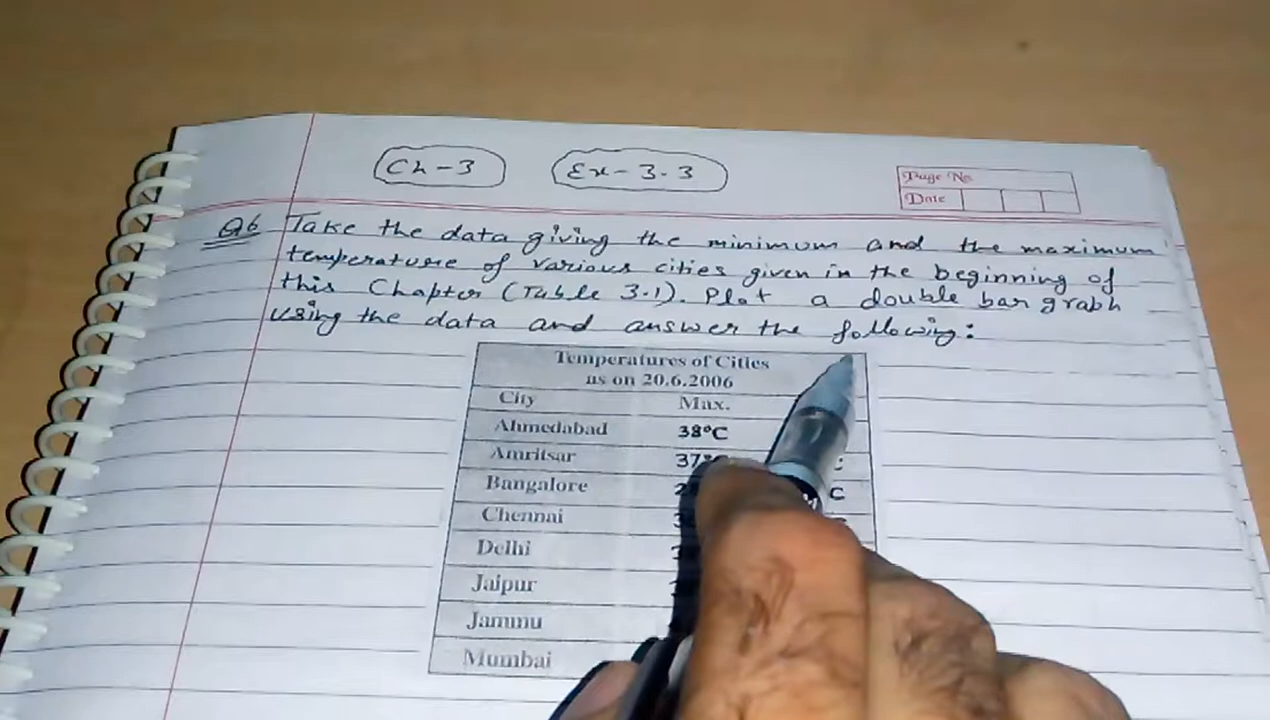 Ch-3 Ex-3.3
Page No.
Date
Q6 Take the data giving the minimum and the maximum
temperature of various cities given in the beginning of
this Chapter (Table 3.1). Plot a double bar graph
using the data and answer the following:
Temperatures of Cities
as on 20.6.2006
City Max.
Ahmedabad 38°C
Amritsar 37°C
Bangalore C
Chennai
Delhi
Jaipur
Jammu
Mumbai